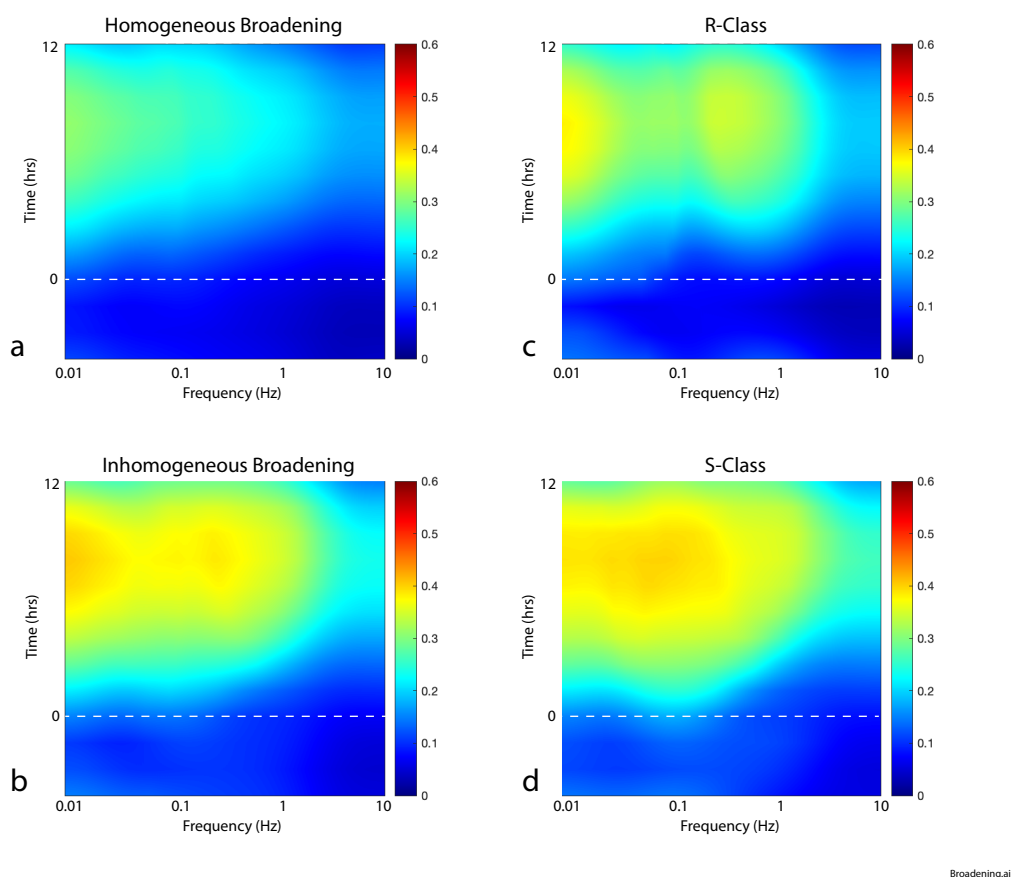 Homogeneous Broadening
12
0
Time (hrs)
0.01 0.1 1 10
Frequency (Hz)
0.6
0.5
0.4
0.3
0.2
0.1
0
a
R-Class
12
0
Time (hrs)
0.01 0.1 1 10
Frequency (Hz)
0.6
0.5
0.4
0.3
0.2
0.1
0
c
Inhomogeneous Broadening
12
0
Time (hrs)
0.01 0.1 1 10
Frequency (Hz)
0.6
0.5
0.4
0.3
0.2
0.1
0
b
S-Class
12
0
Time (hrs)
0.01 0.1 1 10
Frequency (Hz)
0.6
0.5
0.4
0.3
0.2
0.1
0
d
Broadening.ai